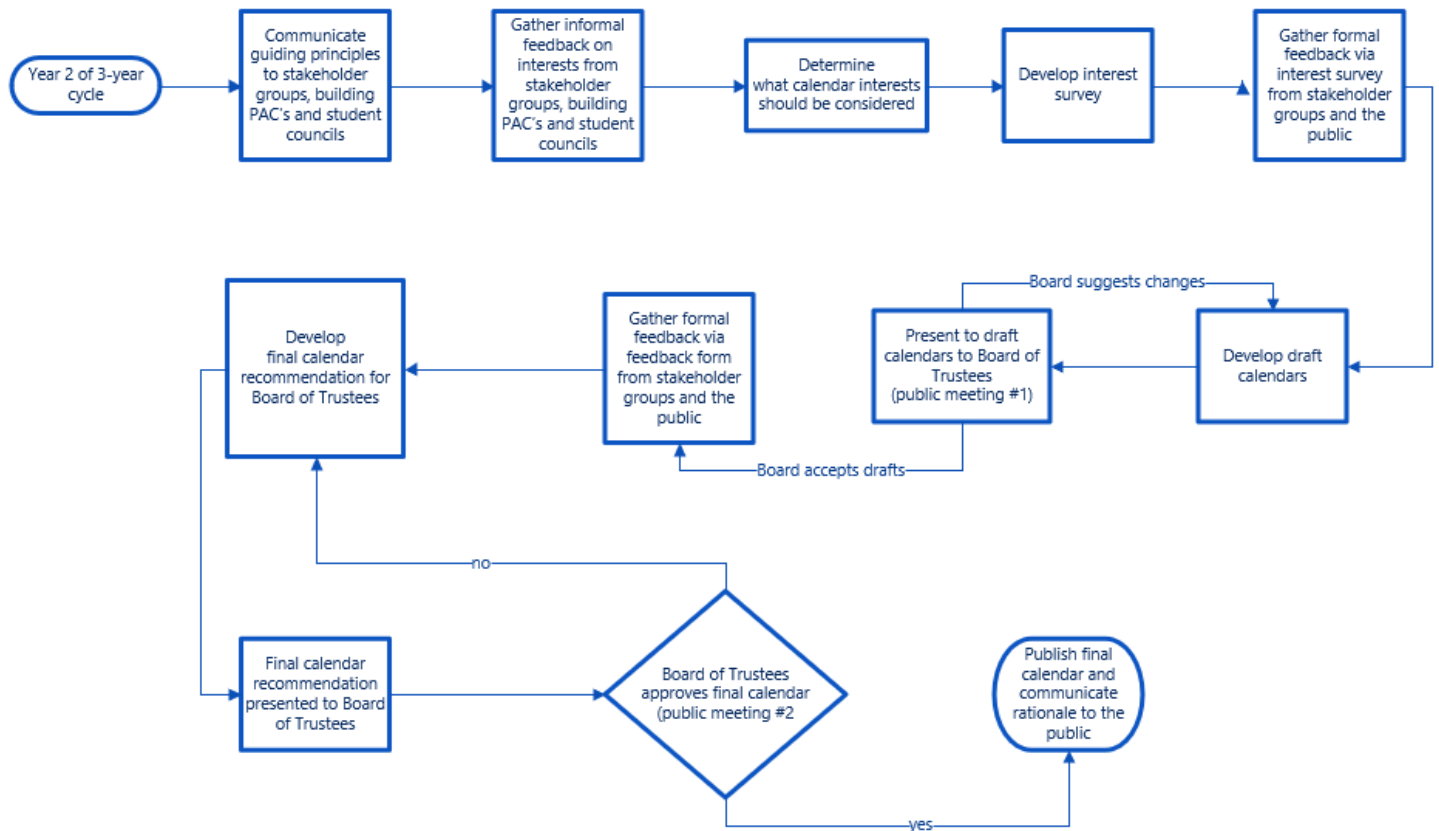 Year 2 of 3-year
cycle
Communicate
guiding principles
to stakeholder
groups, building
PAC's and student
councils
Gather informal
feedback on
interests from
stakeholder
groups, building
PAC's and student
councils
Determine
what calendar interests
should be considered
Develop interest
survey
Gather formal
feedback via
interest survey
from stakeholder
groups and the
public
Board suggests changes
Develop draft
calendars
Present to draft
calendars to Board of
Trustees
(public meeting #1)
Board accepts drafts
Gather formal
feedback via
feedback form
from stakeholder
groups and the
public
Develop
final calendar
recommendation for
Board of Trustees
no
Final calendar
recommendation
presented to Board
of Trustees
Board of Trustees
approves final calendar
(public meeting #2
yes
Publish final
calendar and
communicate
rationale to the
public